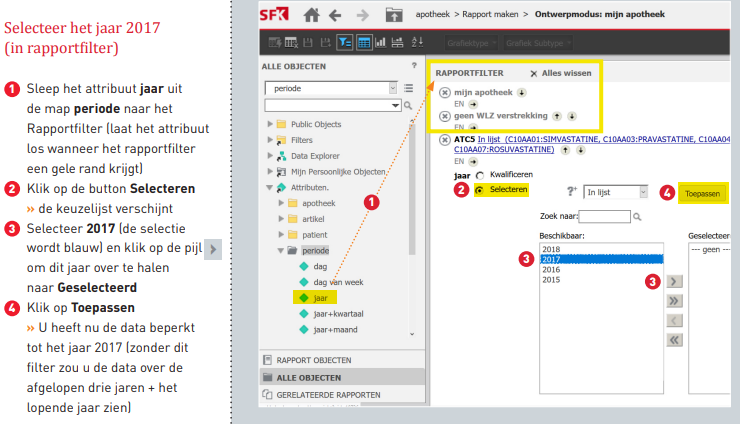 Selecteer het jaar 2017
(in rapportfilter)
1 Sleep het attribuut jaar uit
de map periode naar het
Rapportfilter (laat het attribuut
los wanneer het rapportfilter
een gele rand krijgt)
2 Klik op de button Selecteren
» de keuzelijst verschijnt
3 Selecteer 2017 (de selectie
wordt blauw) en klik op de pijl
om dit jaar over te halen
naar Geselecteerd
4 Klik op Toepassen
» U heeft nu de data beperkt
tot het jaar 2017 (zonder dit
filter zou u de data over de
afgelopen drie jaren + het
lopende jaar zien)
SFK
apotheek > Rapport maken > Ontwerpmodus: mijn apotheek
Grafiektype Grafiek Subtype
ALLE OBJECTEN ?
periode
Public Objects
Filters
Data Explorer
Mijn Persoonlijke Objecten
Attributen.
apotheek
artikel
patient
periode
dag
dag van week
jaar
jaar+kwartaal
jaar+maand
RAPPORT OBJECTEN
ALLE OBJECTEN
GERELATEERDE RAPPORTEN
1
RAPPORTFILTER X Alles wissen
mijn apotheek
EN
geen WLZ verstrekking
EN
ATC5 In lijst (C10AA01:SIMVASTATINE, C10AA03:PRAVASTATINE, C10AA04
C10AA07:ROSUVASTATINE)
EN
jaar Kwalificeren
2 Selecteren ?+ In lijst 4 Toepassen
Zoek naar:
Beschikbaar: Geselecteer
2018 --- geen ---
3 2017
2016
2015
3